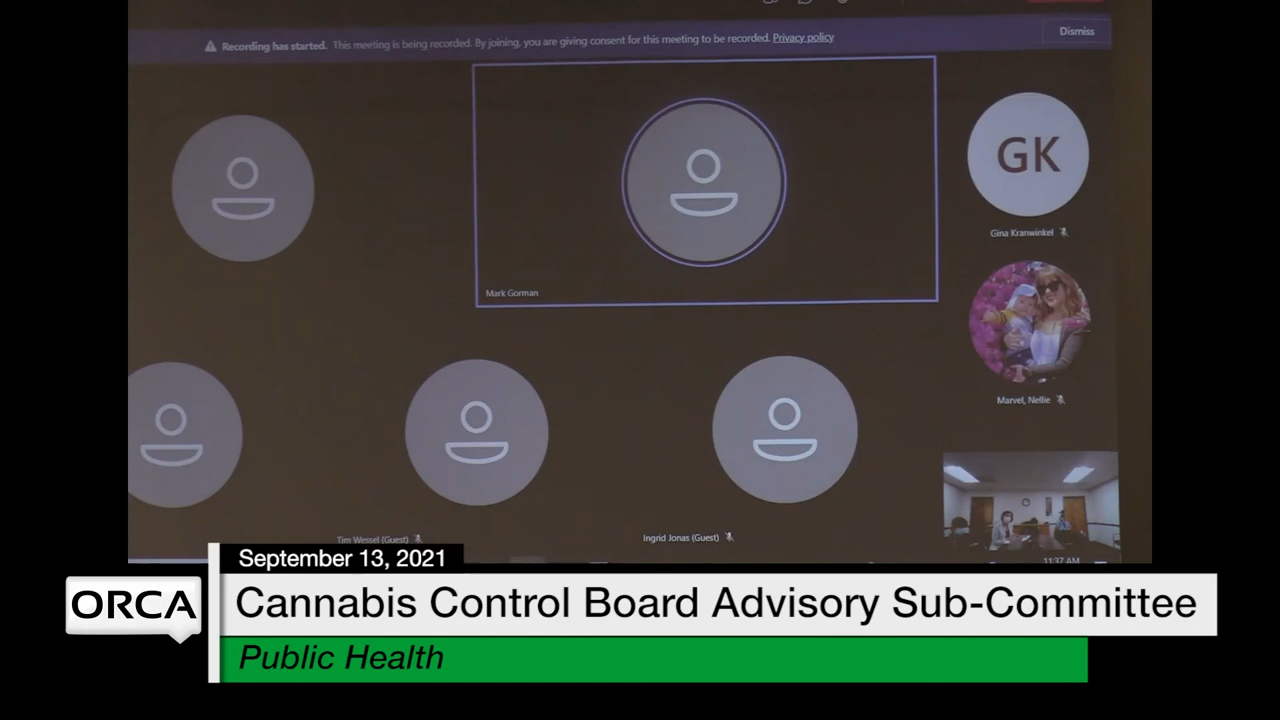 Recording has started. This meeting is being recorded. By joining, you are giving consent for this meeting to be recorded. Privacy policy
Dismiss
GK
Gina Kranwinkel
Mark Gorman
Marvel, Nellie
Tim Wessel (Guest)
Ingrid Jonas (Guest)
11:37 AM
September 13, 2021
ORCA
Cannabis Control Board Advisory Sub-Committee
Public Health